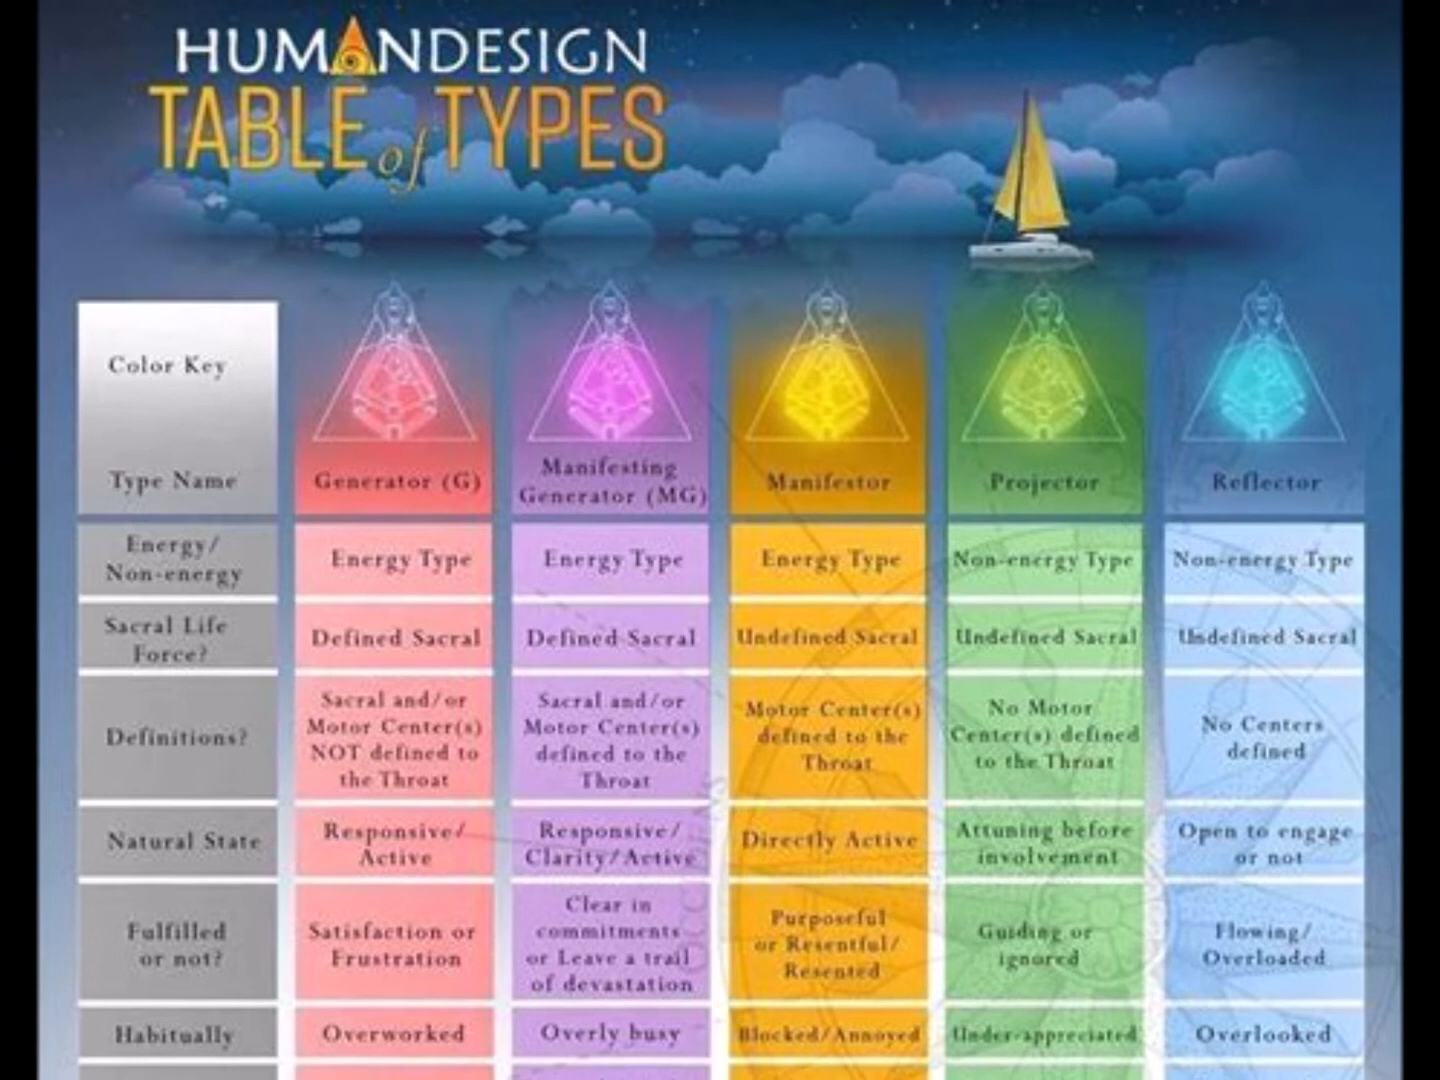 HUMANDESIGN
TABLE of TYPES
Color Key
Type Name
Generator (G)
Manifesting
Generator (MG)
Manifestor
Projector
Reflector
Energy/
Non-energy
Energy Type
Energy Type
Energy Type
Non-energy Type
Non-energy Type
Sacral Life
Force?
Defined Sacral
Defined Sacral
Undefined Sacral
Undefined Sacral
Undefined Sacral
Definitions?
Sacral and/or
Motor Center(s)
NOT defined to
the Throat
Sacral and/or
Motor Center(s)
defined to the
Throat
Motor Center(s)
defined to the
Throat
No Motor
Center(s) defined
to the Throat
No Centers
defined
Natural State
Responsive/
Active
Responsive/
Clarity/Active
Directly Active
Attuning before
involvement
Open to engage
or not
Fulfilled
or not?
Satisfaction or
Frustration
Clear in
commitments
or Leave a trail
of devastation
Purposeful
or Resentful/
Resented
Guiding or
ignored
Flowing/
Overloaded
Habitually
Overworked
Overly busy
Blocked/Annoyed
Under-appreciated
Overlooked